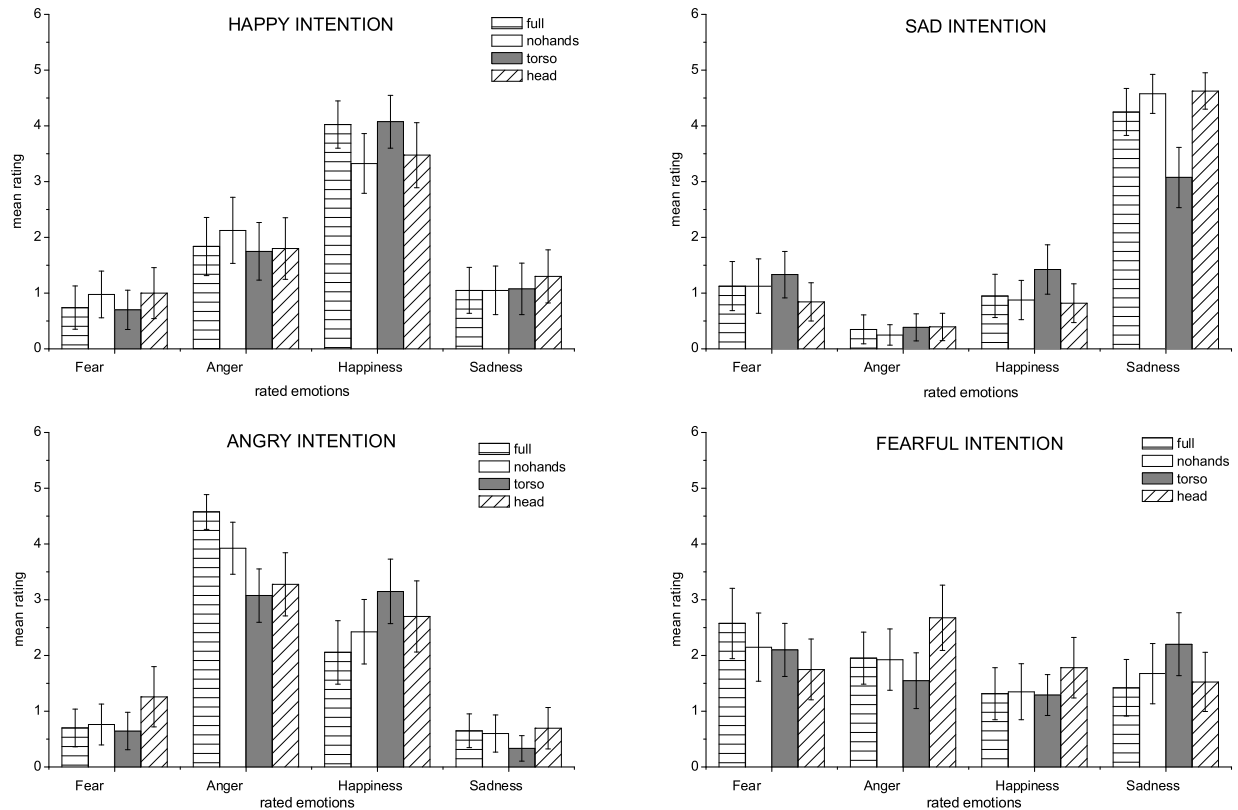 HAPPY INTENTION
full
nohands
torso
head
6
5
4
3
2
1
0
mean rating
Fear Anger Happiness Sadness
rated emotions
SAD INTENTION
6
5
4
3
2
1
0
mean rating
Fear Anger Happiness Sadness
rated emotions
ANGRY INTENTION
full
nohands
torso
head
6
5
4
3
2
1
0
mean rating
Fear Anger Happiness Sadness
rated emotions
FEARFUL INTENTION
full
nohands
torso
head
6
5
4
3
2
1
0
mean rating
Fear Anger Happiness Sadness
rated emotions